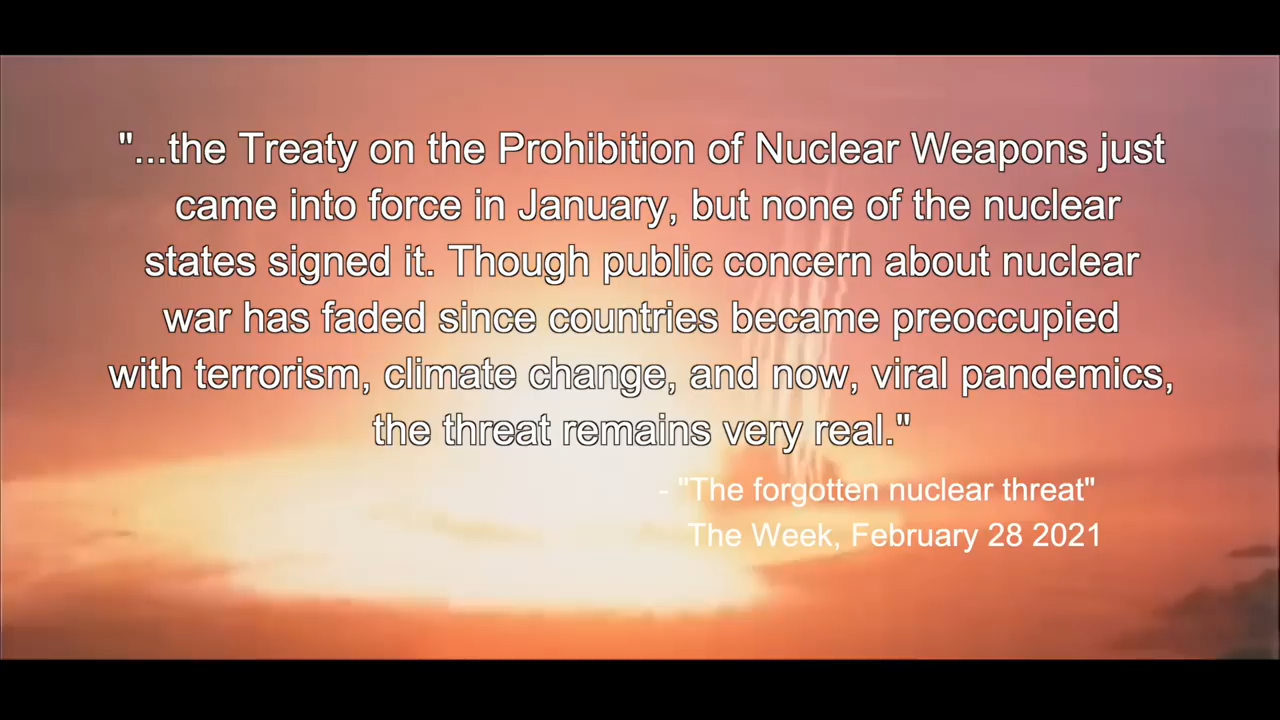 "...the Treaty on the Prohibition of Nuclear Weapons just
came into force in January, but none of the nuclear
states signed it. Though public concern about nuclear
war has faded since countries became preoccupied
with terrorism, climate change, and now, viral pandemics,
the threat remains very real."
- "The forgotten nuclear threat"
The Week, February 28 2021